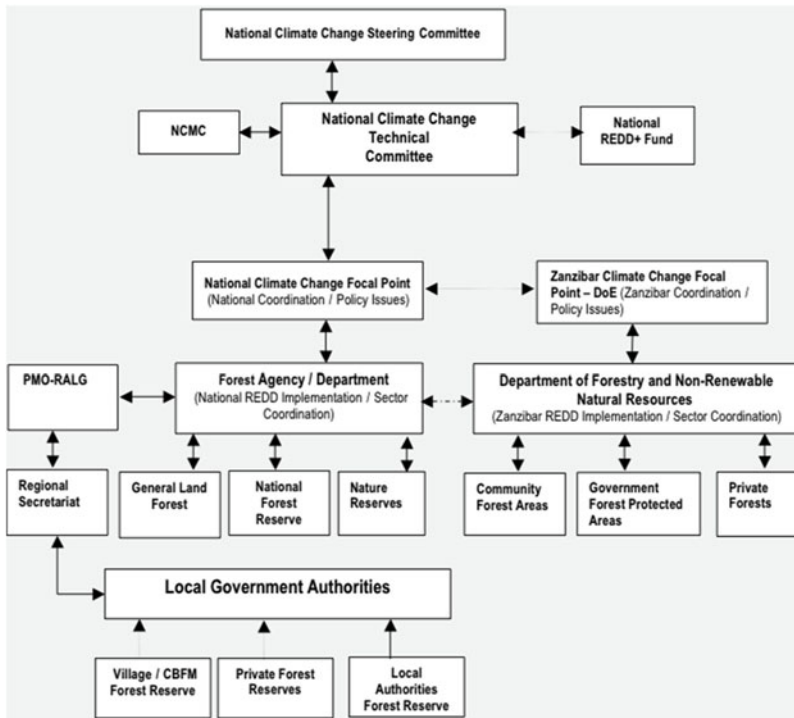 National Climate Change Steering Committee
NCMC
National Climate Change
Technical
Committee
National
REDD+ Fund
National Climate Change Focal Point
(National Coordination / Policy Issues)
Zanzibar Climate Change Focal
Point – DoE (Zanzibar Coordination /
Policy Issues)
PMO-RALG
Forest Agency / Department
(National REDD Implementation / Sector
Coordination)
Department of Forestry and Non-Renewable
Natural Resources
(Zanzibar REDD Implementation / Sector Coordination)
Regional
Secretariat
General Land
Forest
National
Forest
Reserve
Nature
Reserves
Community
Forest Areas
Government
Forest Protected
Areas
Private
Forests
Local Government Authorities
Village / CBFM
Forest Reserve
Private Forest
Reserves
Local
Authorities
Forest Reserve